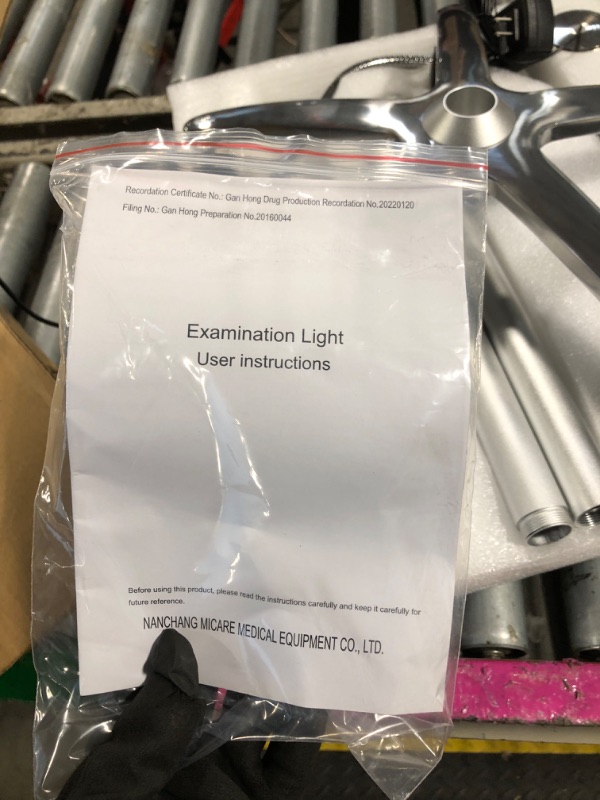 Recordation Certificate No.: Gan Hong Drug Production Recordation No.20220120
Filing No.: Gan Hong Preparation No.20160044
Examination Light
User instructions
Before using this product, please read the instructions carefully and keep it carefully for
future reference.
NANCHANG MICARE MEDICAL EQUIPMENT CO., LTD.